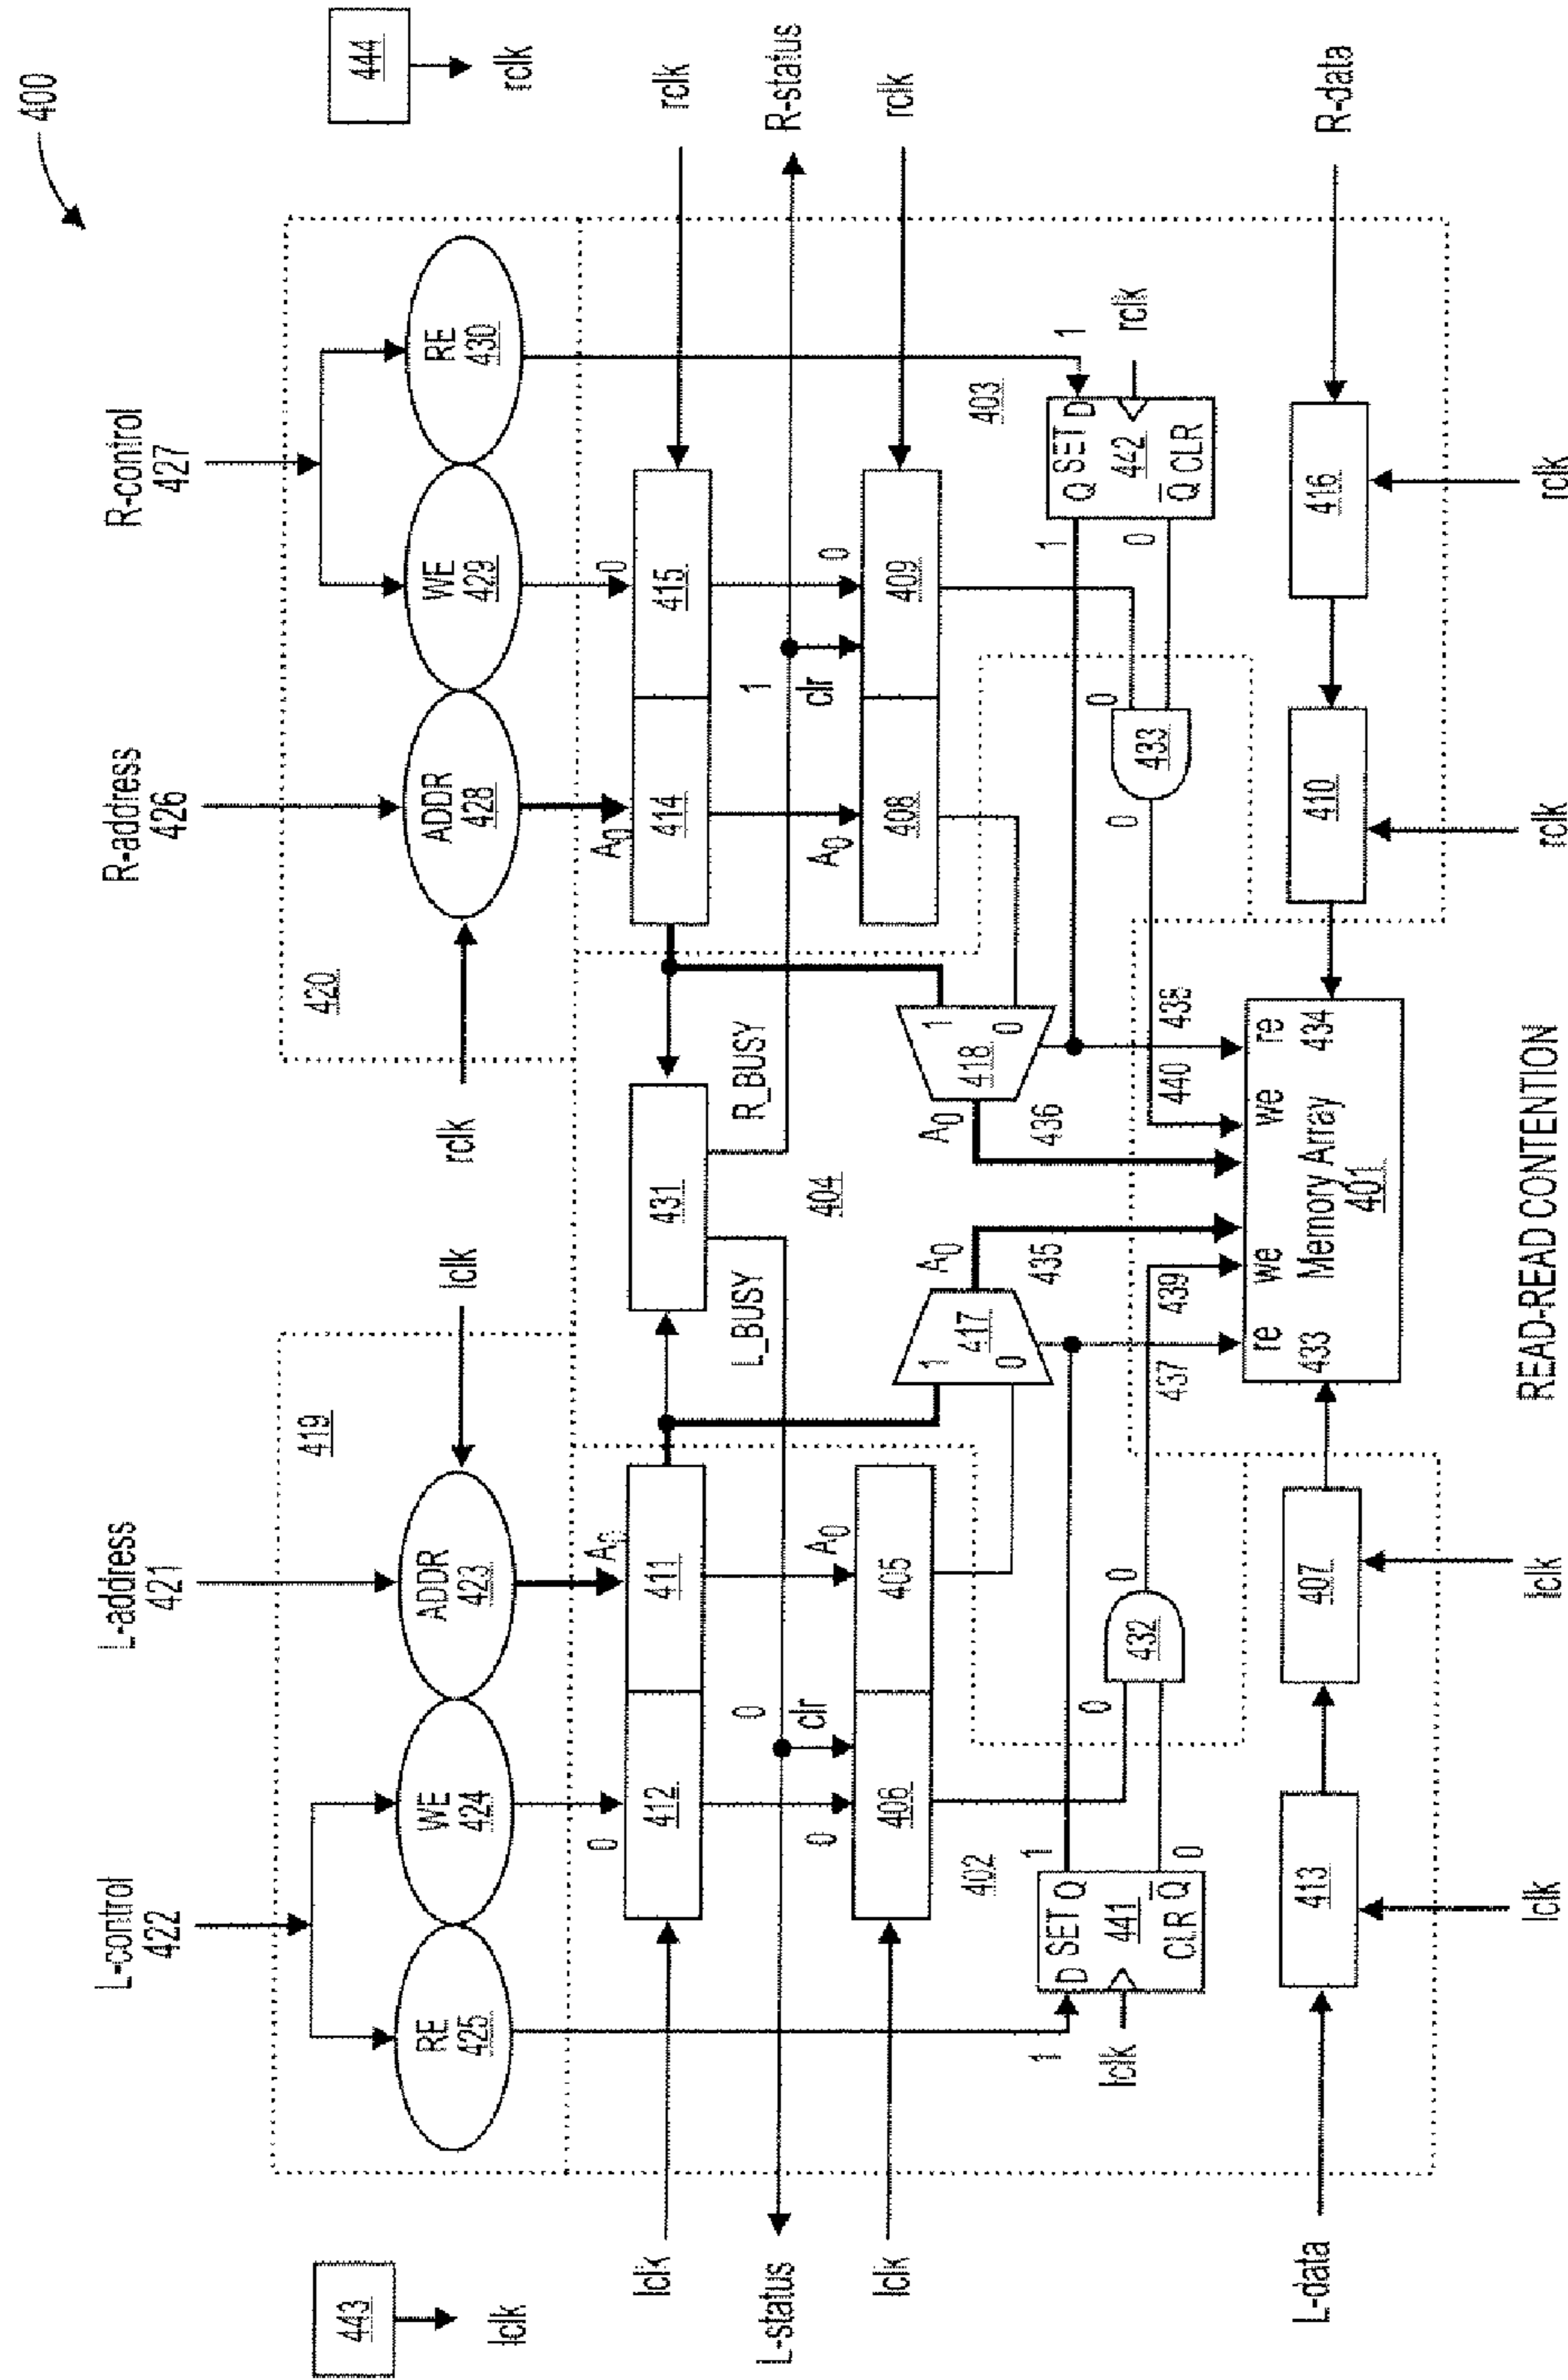 400
443
lclk
444
rclk
L-control
422
L-address
421
R-address
426
R-control
427
419
420
RE
425
WE
424
ADDR
423
lclk
rclk
ADDR
428
WE
429
RE
430
0
A0
A0
0
lclk
412
411
431
414
415
rclk
L_BUSY
R_BUSY
L-status
0
1
R-status
clr
clr
0
A0
404
A0
0
lclk
406
405
408
409
rclk
402
403
1
0
417
1
0
418
1
D SET Q
441
CLR Q
lclk
1
0
0
432
0
A0
435
A0
436
0
433
0
1
0
Q SET D
442
Q CLR
1
rclk
437
439
440
438
re
we
we
re
433
Memory Array
434
401
L-data
413
407
410
416
R-data
lclk
lclk
rclk
rclk
READ-READ CONTENTION